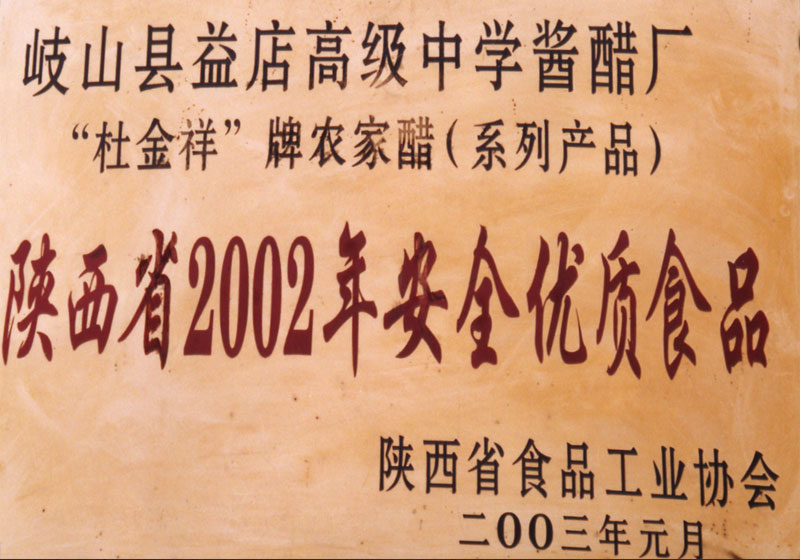 岐山县益店高级中学酱醋厂
“杜金祥”牌农家醋（系列产品）
陕西省2002年安全优质食品
陕西省食品工业协会
二00三年元月